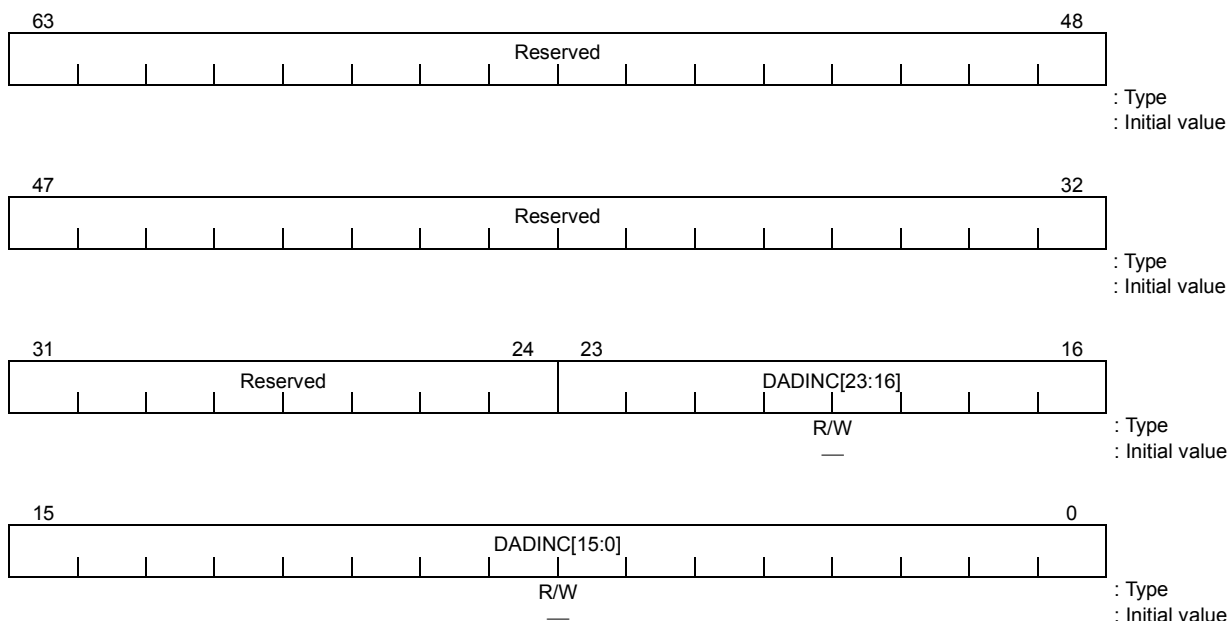 63 48
Reserved
: Type
: Initial value
47 32
Reserved
: Type
: Initial value
31 24 23 16
Reserved DADINC[23:16]
R/W : Type
— : Initial value
15 0
DADINC[15:0]
R/W : Type
— : Initial value